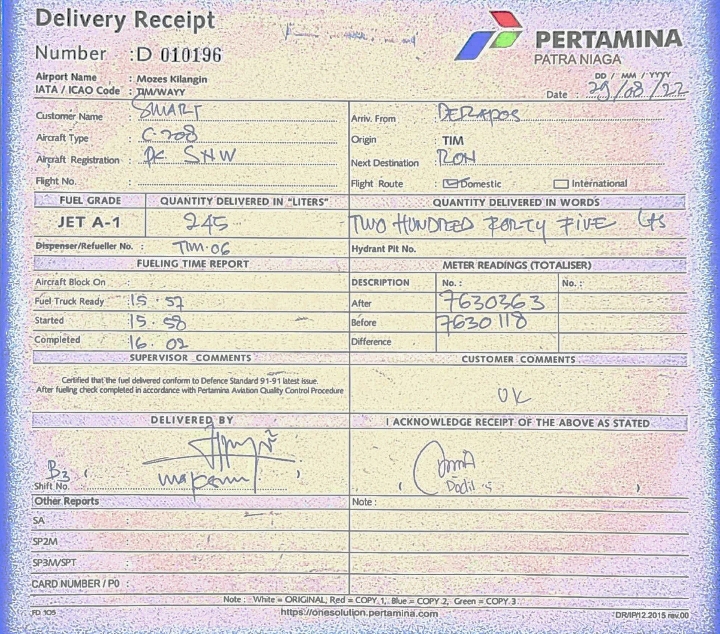 Delivery Receipt
Number : D 010196
PERTAMINA
PATRA NIAGA
Airport Name : Mozes Kilangin
IATA / ICAO Code : TIM/WAYY
DD / MM / YYYY
Date : 29/08/22
Customer Name : SMART
Arriv. From DEKAPOS
Aircraft Type : C-208
Origin : TIM
Aircraft Registration : PK SNW
Next Destination : RON
Flight No. :
Flight Route : Domestic International
FUEL GRADE QUANTITY DELIVERED IN "LITERS" QUANTITY DELIVERED IN WORDS
JET A-1 245 TWO HUNDRED FORTY FIVE Lts
Dispenser/Refueller No. : TIM-06 Hydrant Pit No.
FUELING TIME REPORT METER READINGS (TOTALISER)
Aircraft Block On : DESCRIPTION No. : No. :
Fuel Truck Ready : 15.57 After 7630363
Started : 15.58 Before 7630118
Completed : 16.02 Difference
SUPERVISOR COMMENTS CUSTOMER COMMENTS
Certified that the fuel delivered conform to Defence Standard 91-91 latest issue.
After fueling check completed in accordance with Pertamina Aviation Quality Control Procedure
OK
DELIVERED BY I ACKNOWLEDGE RECEIPT OF THE ABOVE AS STATED
B3 ( )
Shift No. ( )
Other Reports Note :
SA :
SP2M :
SP3M/SPT :
CARD NUMBER / PO :
Note : White = ORIGINAL, Red = COPY 1, Blue = COPY 2, Green = COPY 3
FD 105 https://onesolution.pertamina.com DR/IP/12.2015 rev.00